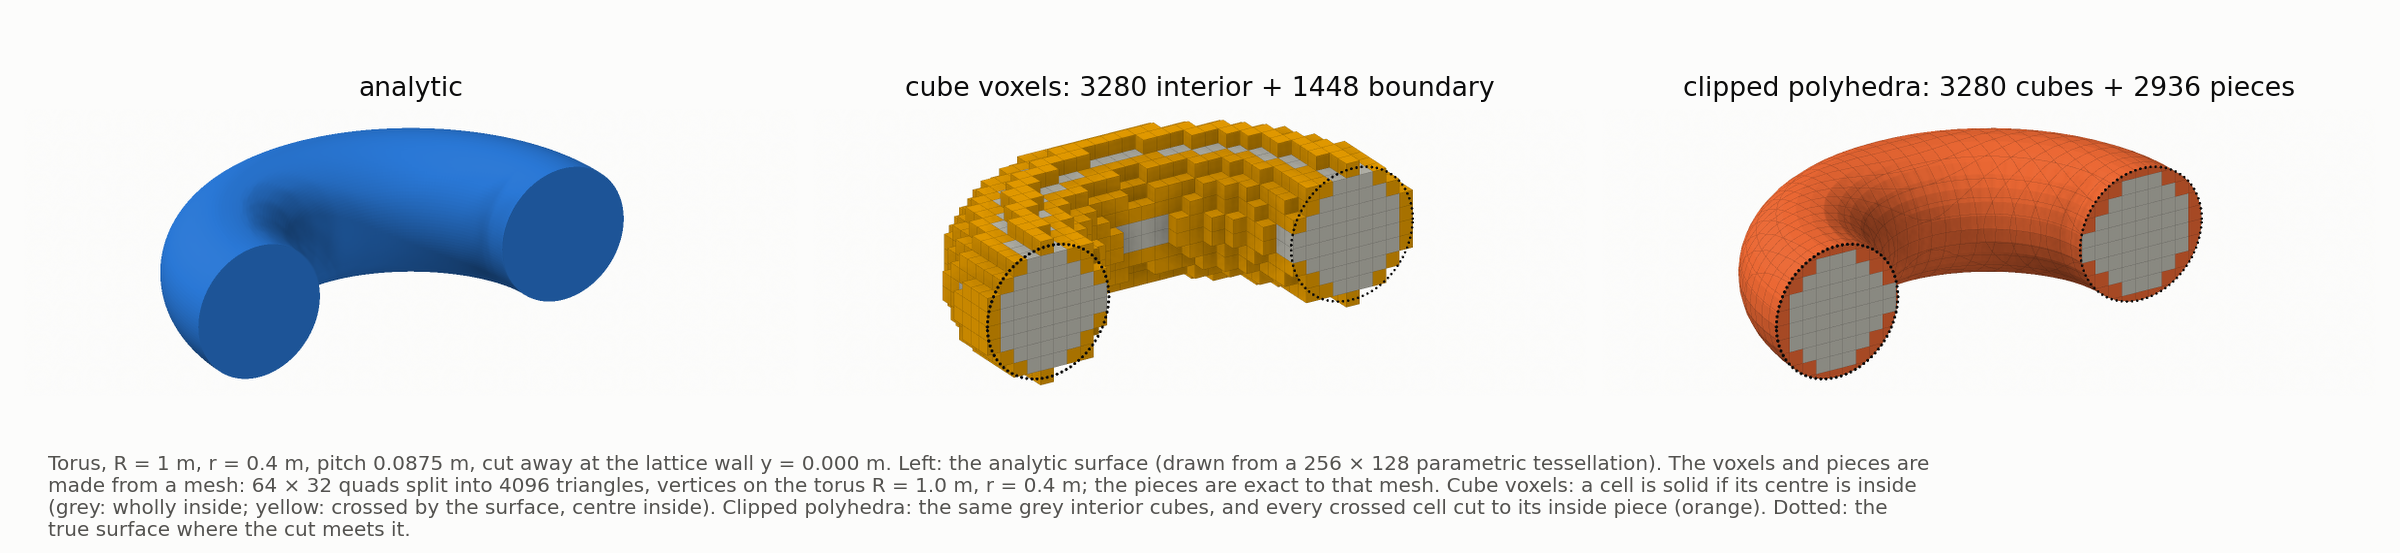 analytic
cube voxels: 3280 interior + 1448 boundary
clipped polyhedra: 3280 cubes + 2936 pieces
Torus, R = 1 m, r = 0.4 m, pitch 0.0875 m, cut away at the lattice wall y = 0.000 m. Left: the analytic surface (drawn from a 256 × 128 parametric tessellation). The voxels and pieces are
made from a mesh: 64 × 32 quads split into 4096 triangles, vertices on the torus R = 1.0 m, r = 0.4 m; the pieces are exact to that mesh. Cube voxels: a cell is solid if its centre is inside
(grey: wholly inside; yellow: crossed by the surface, centre inside). Clipped polyhedra: the same grey interior cubes, and every crossed cell cut to its inside piece (orange). Dotted: the
true surface where the cut meets it.